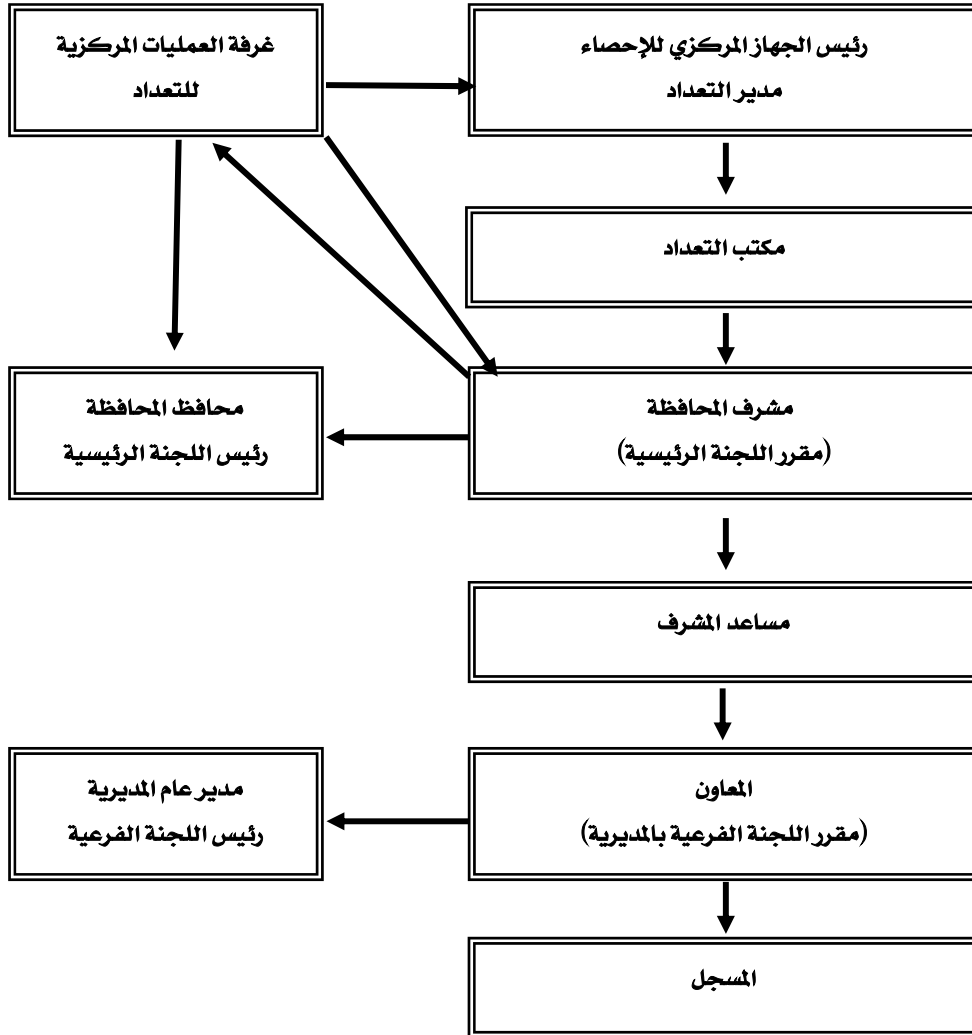 رئيس الجهاز المركزي للإحصاء
مدير التعداد
غرفة العمليات المركزية
للتعداد
مكتب التعداد
مشرف المحافظة
(مقرر اللجنة الرئيسية)
محافظ المحافظة
رئيس اللجنة الرئيسية
مساعد المشرف
المعاون
(مقرر اللجنة الفرعية بالمديرية)
مدير عام المديرية
رئيس اللجنة الفرعية
المسجل